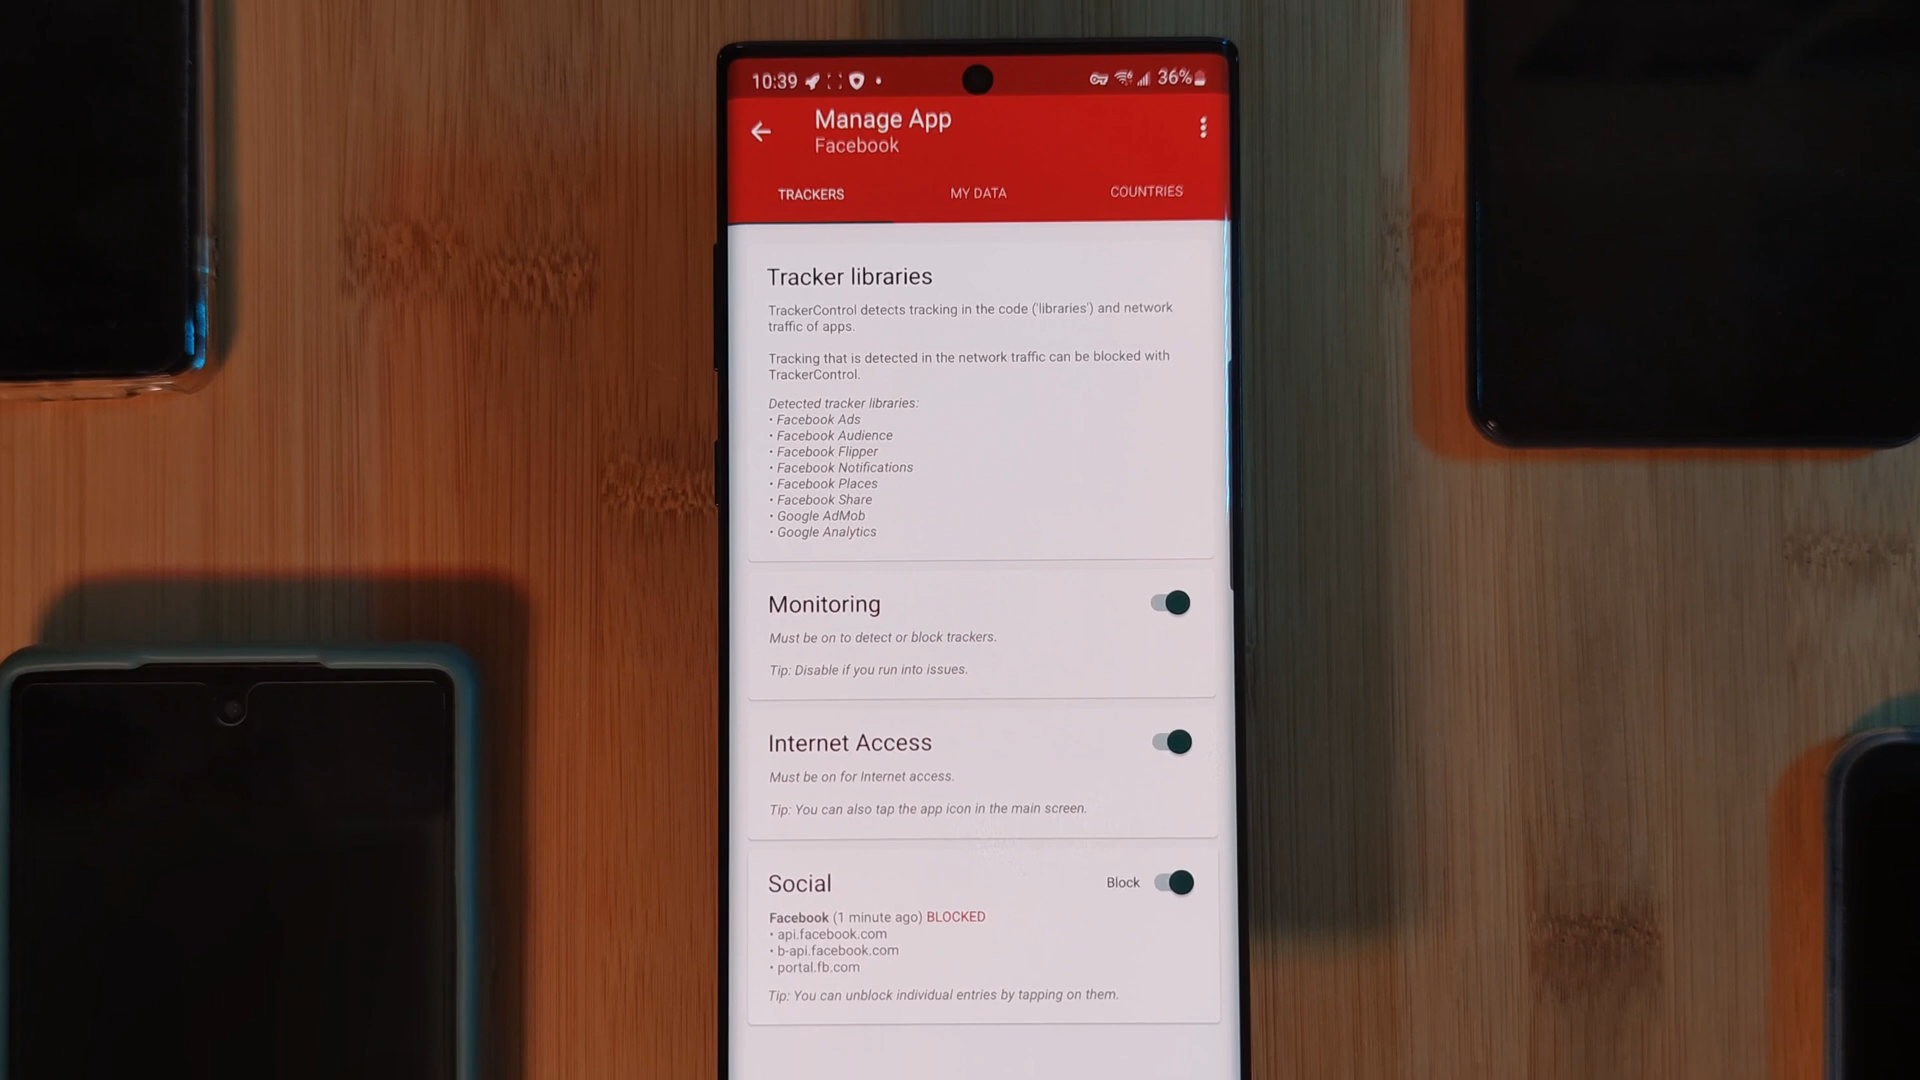 10:39 36%
Manage App
Facebook
TRACKERS MY DATA COUNTRIES
Tracker libraries
TrackerControl detects tracking in the code ('libraries') and network
traffic of apps.
Tracking that is detected in the network traffic can be blocked with
TrackerControl.
Detected tracker libraries:
• Facebook Ads
• Facebook Audience
• Facebook Flipper
• Facebook Notifications
• Facebook Places
• Facebook Share
• Google AdMob
• Google Analytics
Monitoring
Must be on to detect or block trackers.
Tip: Disable if you run into issues.
Internet Access
Must be on for Internet access.
Tip: You can also tap the app icon in the main screen.
Social Block
Facebook (1 minute ago) BLOCKED
• api.facebook.com
• b-api.facebook.com
• portal.fb.com
Tip: You can unblock individual entries by tapping on them.